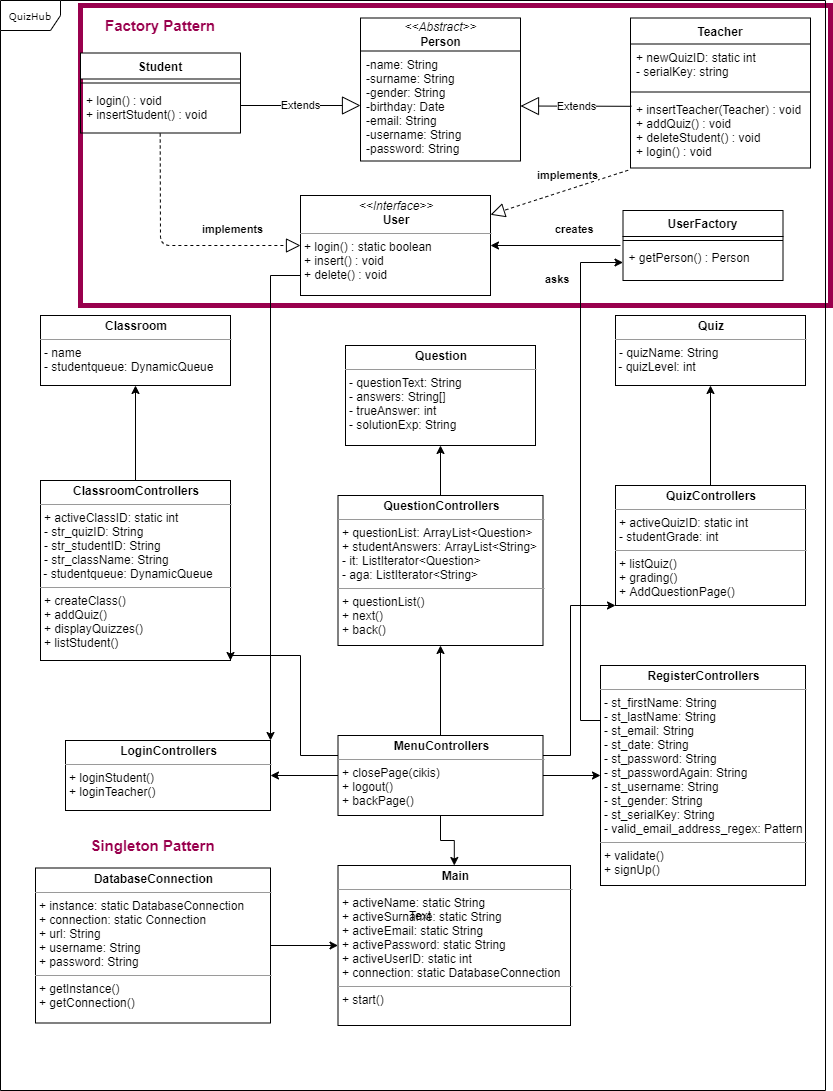 QuizHub
Factory Pattern
Student
+ login() : void
+ insertStudent() : void
Extends
<<Abstract>>
Person
-name: String
-surname: String
-gender: String
-birthday: Date
-email: String
-username: String
-password: String
Extends
Teacher
+ newQuizID: static int
- serialKey: string
+ insertTeacher(Teacher) : void
+ addQuiz() : void
+ deleteStudent() : void
+ login() : void
implements
implements
<<Interface>>
User
+ login() : static boolean
+ insert() : void
+ delete() : void
creates
asks
UserFactory
+ getPerson() : Person
Classroom
- name
- studentqueue: DynamicQueue
Question
- questionText: String
- answers: String[]
- trueAnswer: int
- solutionExp: String
Quiz
- quizName: String
- quizLevel: int
ClassroomControllers
+ activeClassID: static int
- str_quizID: String
- str_studentID: String
- str_className: String
- studentqueue: DynamicQueue
+ createClass()
+ addQuiz()
+ displayQuizzes()
+ listStudent()
QuestionControllers
+ questionList: ArrayList<Question>
+ studentAnswers: ArrayList<String>
- it: ListIterator<Question>
- aga: ListIterator<String>
+ questionList()
+ next()
+ back()
QuizControllers
+ activeQuizID: static int
- studentGrade: int
+ listQuiz()
+ grading()
+ AddQuestionPage()
LoginControllers
+ loginStudent()
+ loginTeacher()
MenuControllers
+ closePage(cikis)
+ logout()
+ backPage()
RegisterControllers
- st_firstName: String
- st_lastName: String
- st_email: String
- st_date: String
- st_password: String
- st_passwordAgain: String
- st_username: String
- st_gender: String
- st_serialKey: String
- valid_email_address_regex: Pattern
+ validate()
+ signUp()
Singleton Pattern
DatabaseConnection
+ instance: static DatabaseConnection
+ connection: static Connection
+ url: String
+ username: String
+ password: String
+ getInstance()
+ getConnection()
Main
+ activeName: static String
+ activeSurname: static String
Text
+ activeEmail: static String
+ activePassword: static String
+ activeUserID: static int
+ connection: static DatabaseConnection
+ start()